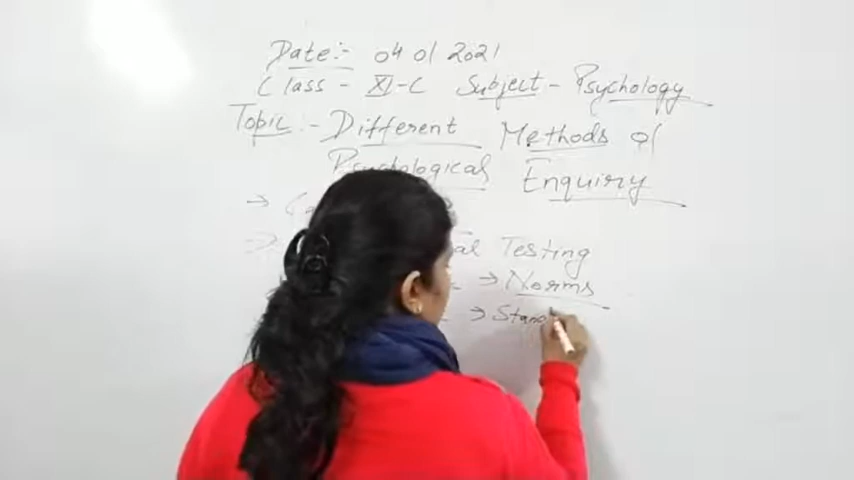 Date:- 04 01 2021
Class - XI-C Subject - Psychology
Topic:- Different Methods of
Psychological Enquiry
→
Testing
→ Norms
→